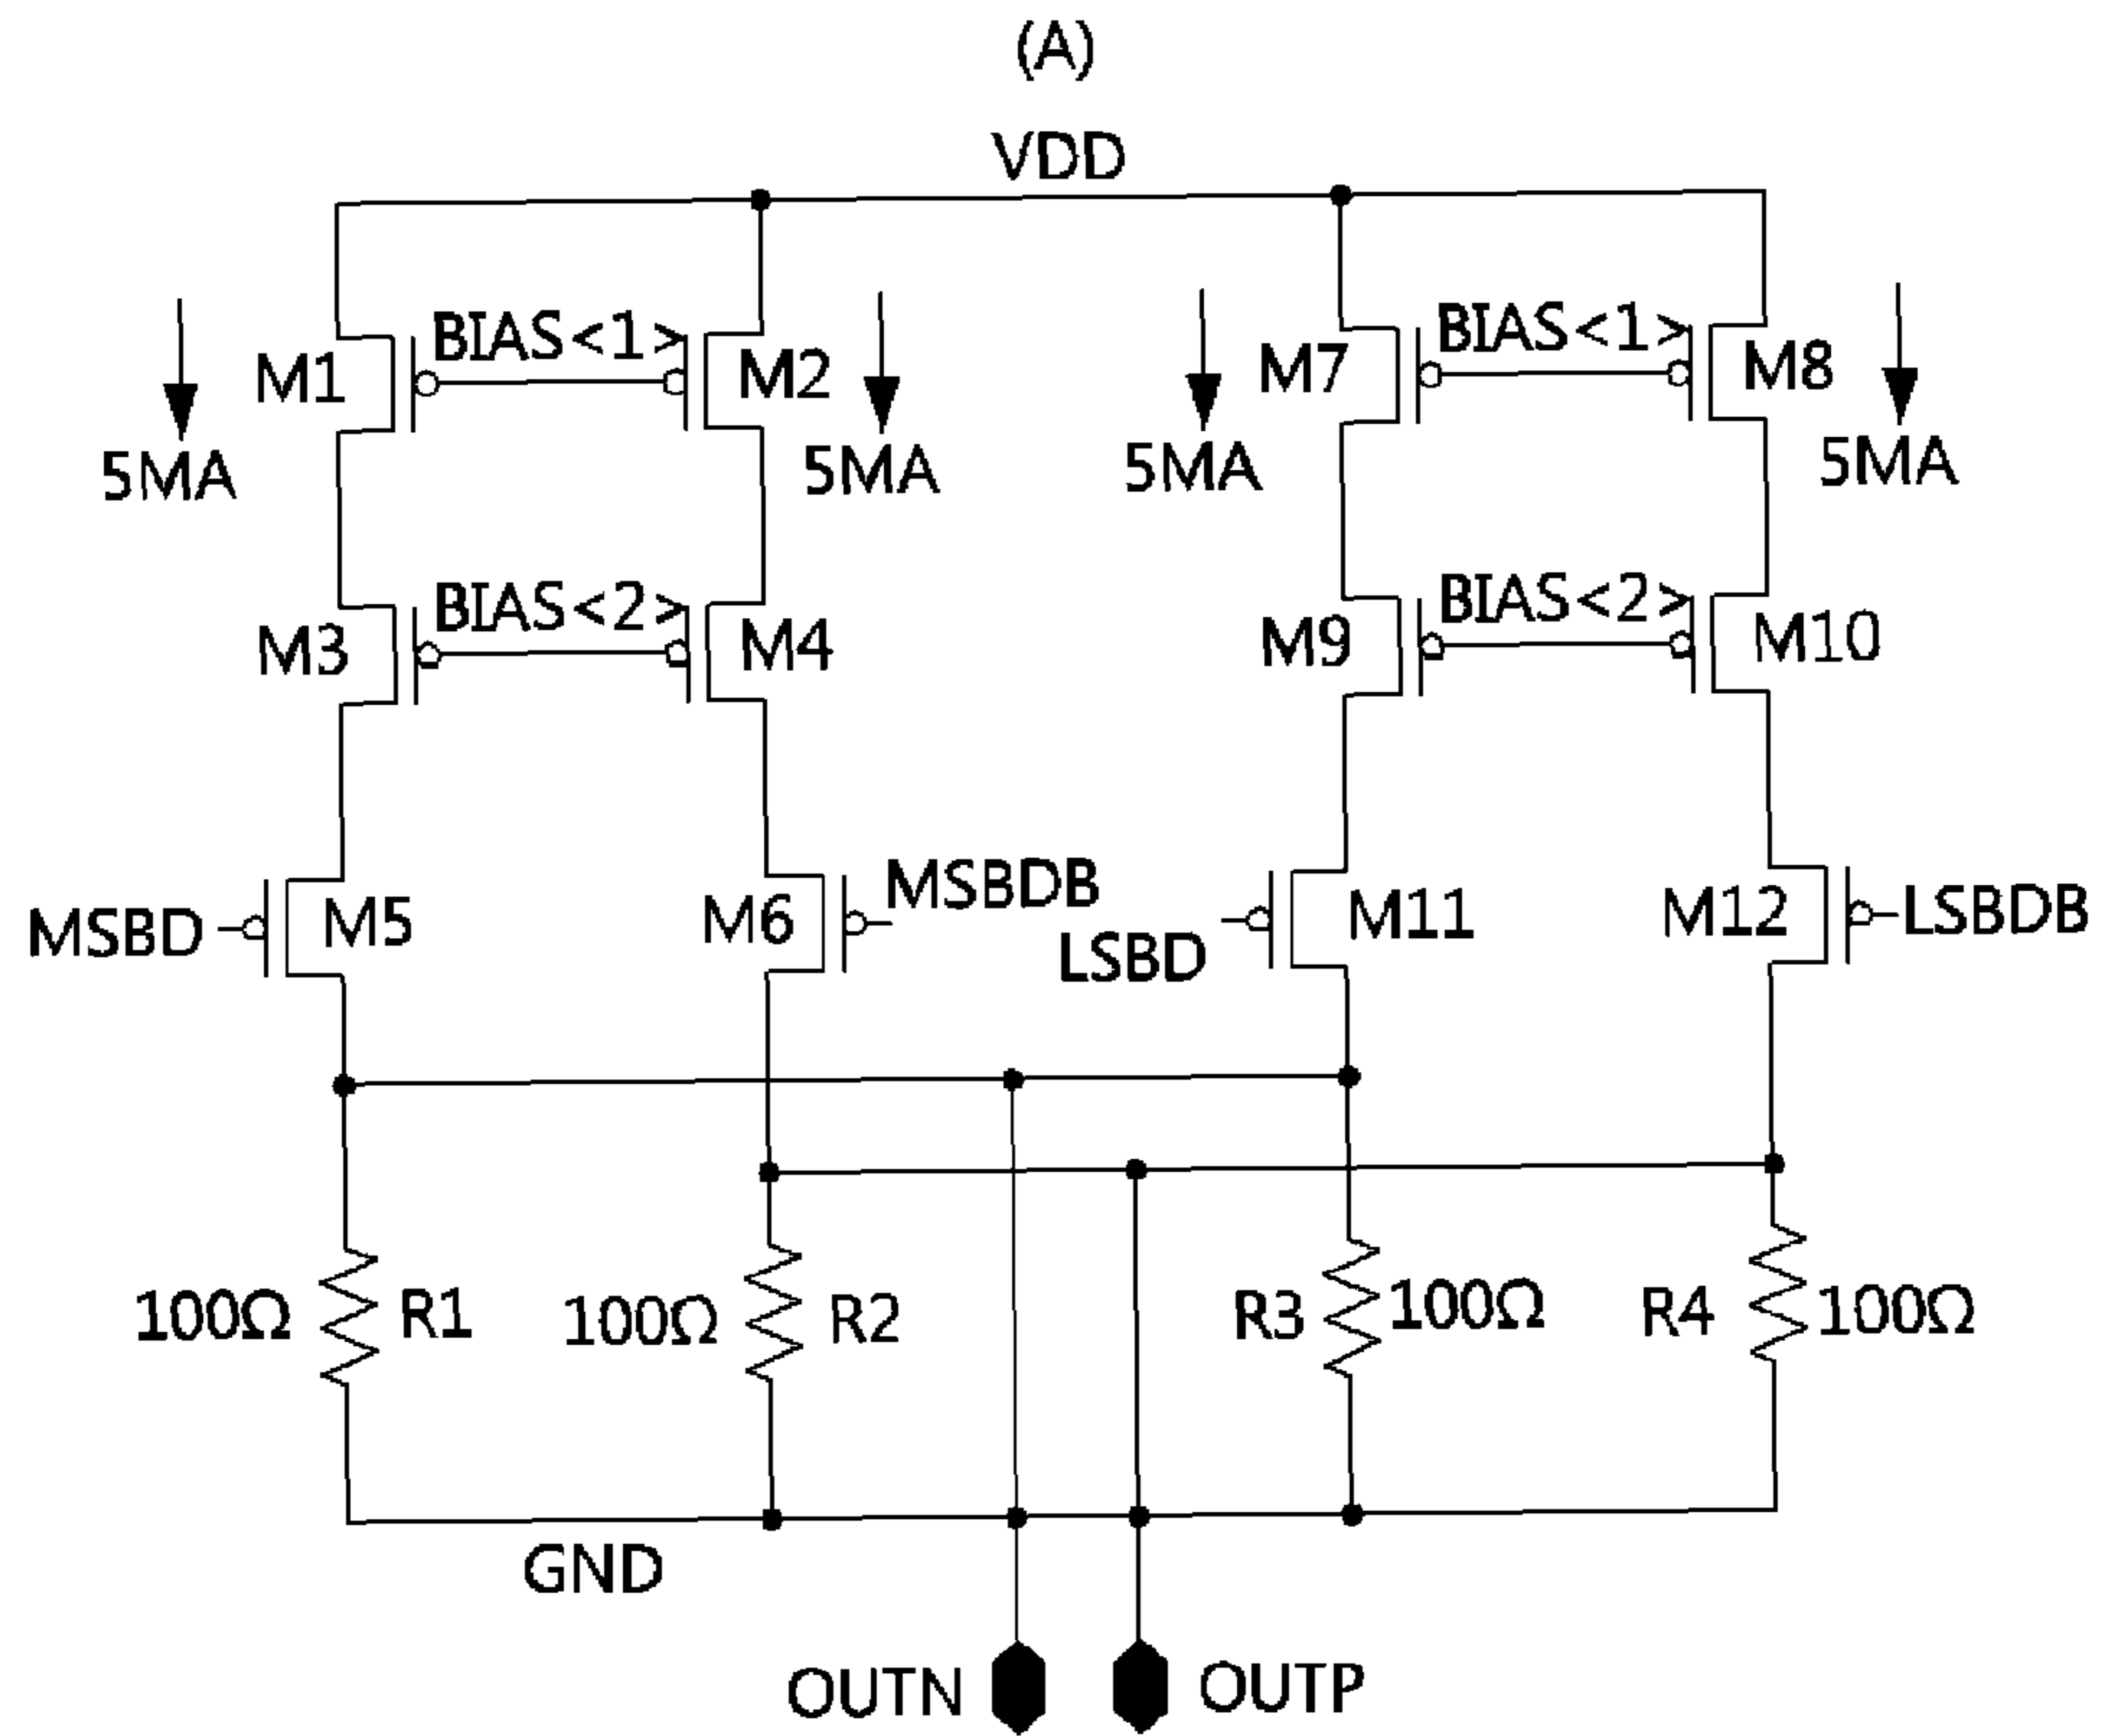 (A)
VDD
M1 BIAS<1> M2 M7 BIAS<1> M8
5MA 5MA 5MA 5MA
M3 BIAS<2> M4 M9 BIAS<2> M10
MSBD M5 M6 MSBDB LSBD M11 M12 LSBDB
100Ω R1 100Ω R2 R3 100Ω R4 100Ω
GND
OUTN OUTP